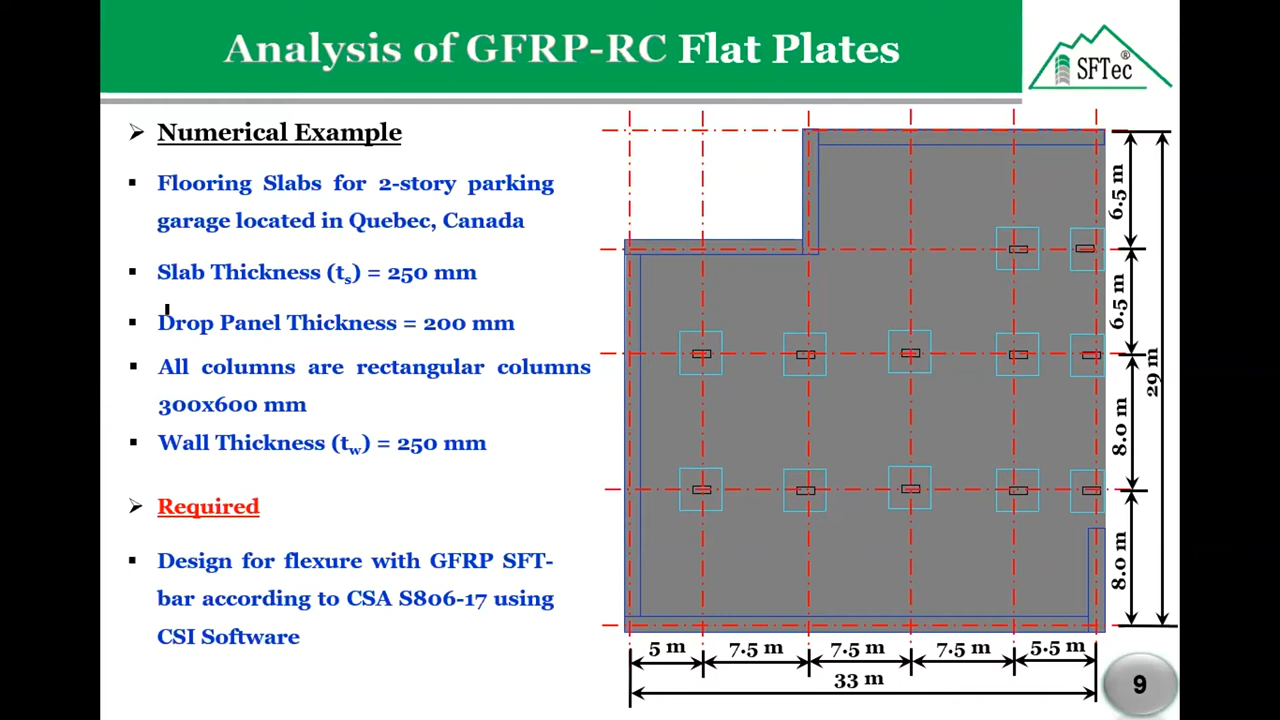 Analysis of GFRP-RC Flat Plates
SFTec®
➢ Numerical Example
▪ Flooring Slabs for 2-story parking
garage located in Quebec, Canada
▪ Slab Thickness (ts) = 250 mm
▪ Drop Panel Thickness = 200 mm
▪ All columns are rectangular columns
300x600 mm
▪ Wall Thickness (tw) = 250 mm
➢ Required
▪ Design for flexure with GFRP SFT-
bar according to CSA S806-17 using
CSI Software
6.5 m
6.5 m
8.0 m
8.0 m
29 m
5 m
7.5 m
7.5 m
7.5 m
5.5 m
33 m
9